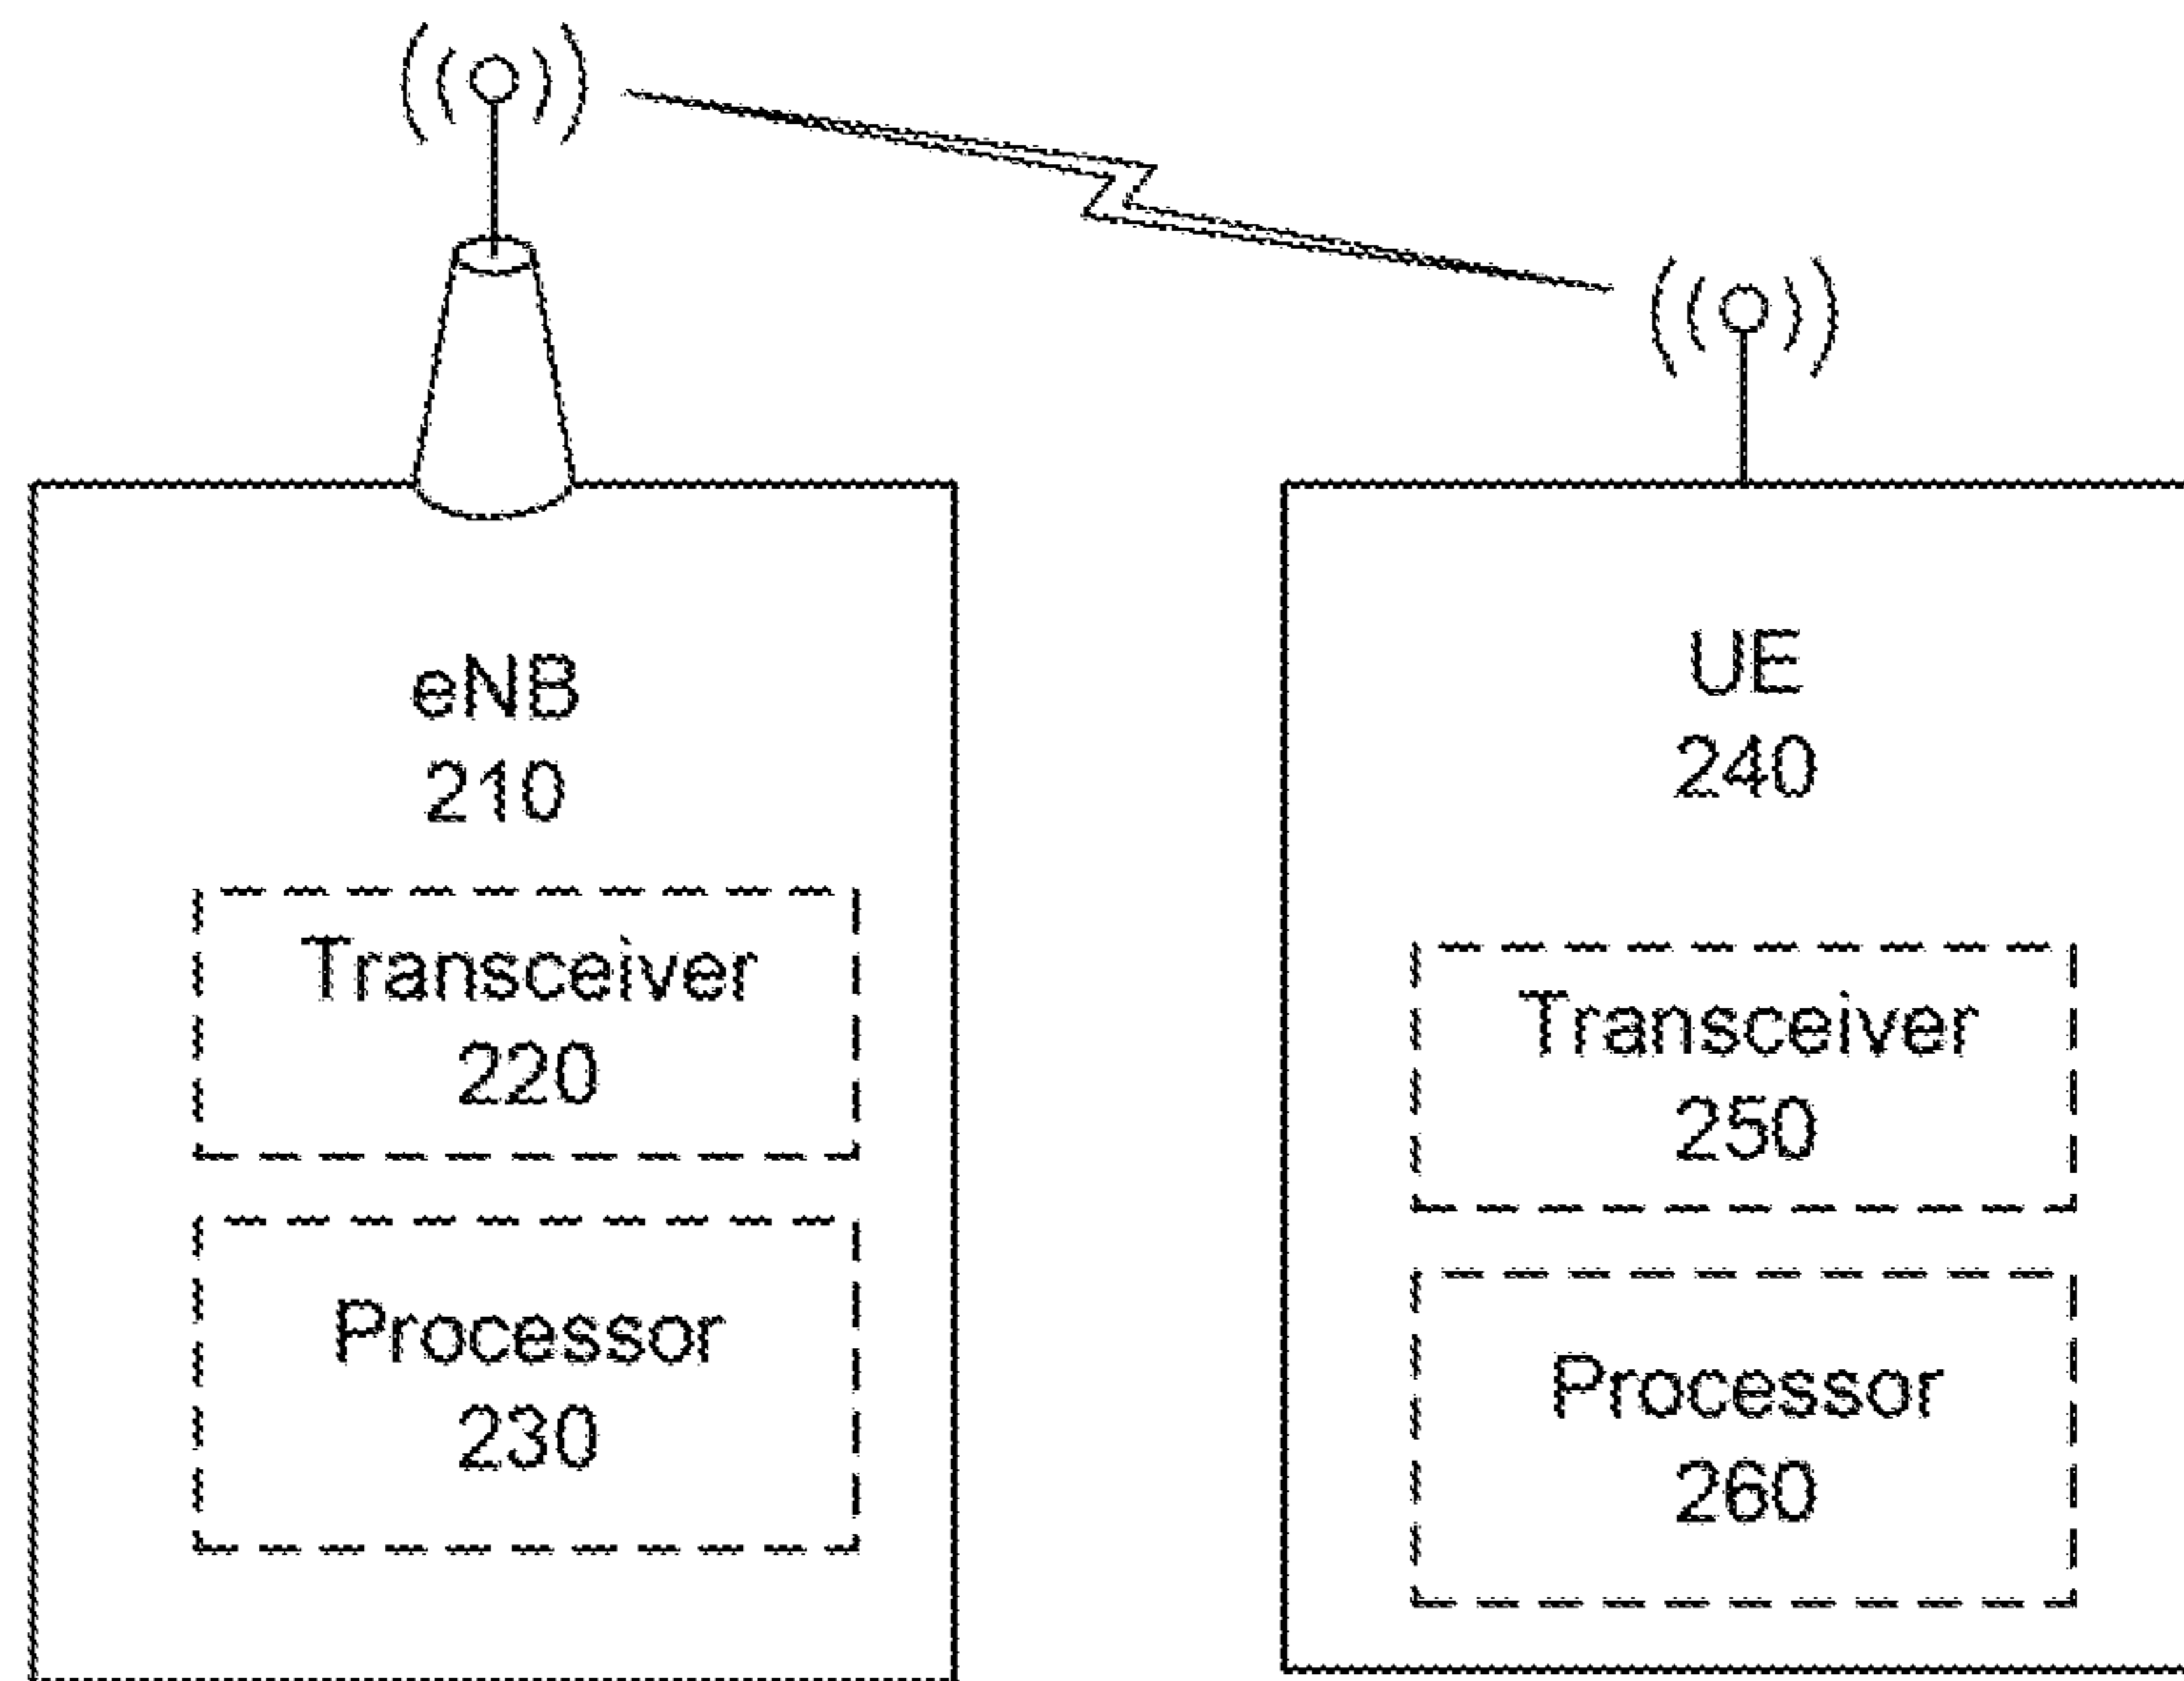 eNB
210
Transceiver
220
Processor
230
UE
240
Transceiver
250
Processor
260